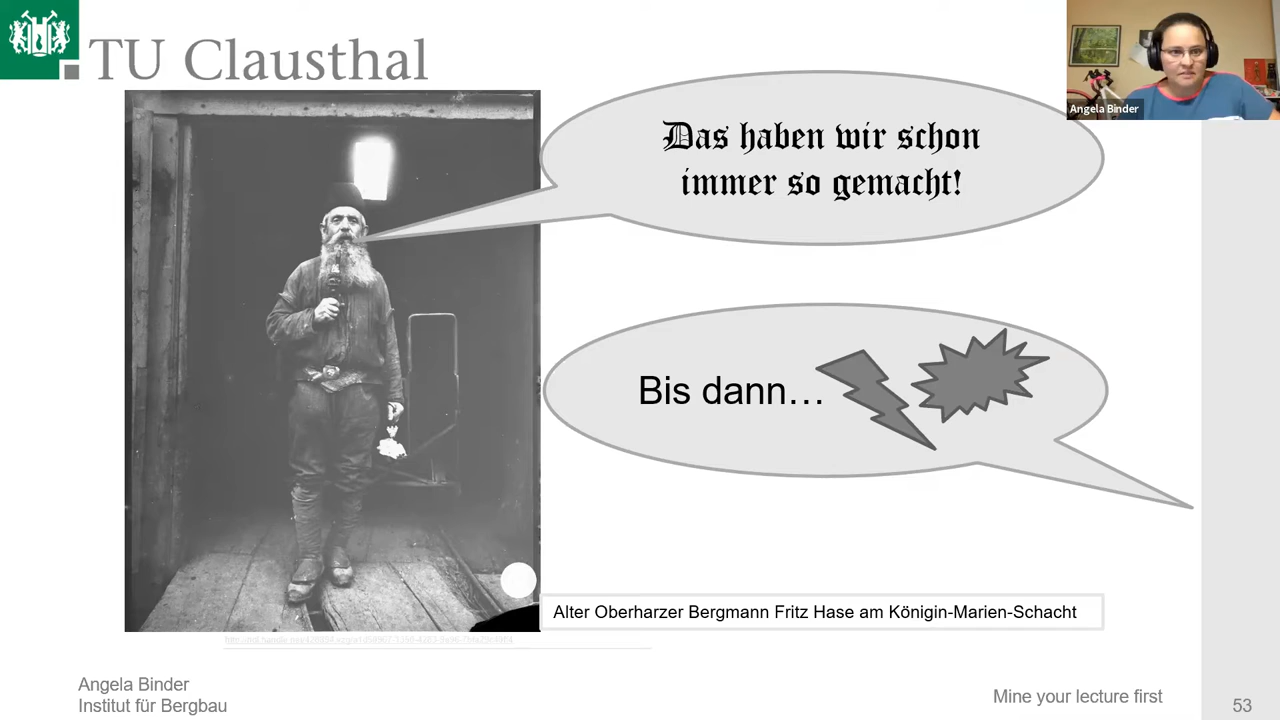 TU Clausthal
Angela Binder
Das haben wir schon
immer so gemacht!
Bis dann…
Alter Oberharzer Bergmann Fritz Hase am Königin-Marien-Schacht
Angela Binder
Institut für Bergbau
Mine your lecture first
53